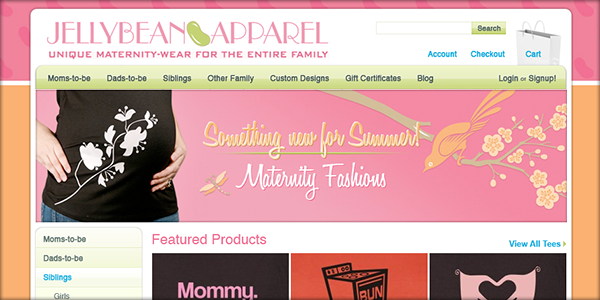 JELLYBEAN APPAREL
UNIQUE MATERNITY-WEAR FOR THE ENTIRE FAMILY
Search
Account Checkout Cart
Moms-to-be Dads-to-be Siblings Other Family Custom Designs Gift Certificates Blog Login or Signup!
Something new for Summer!
Maternity Fashions
Moms-to-be
Dads-to-be
Siblings
Girls
Featured Products
View All Tees
Mommy.
RUN